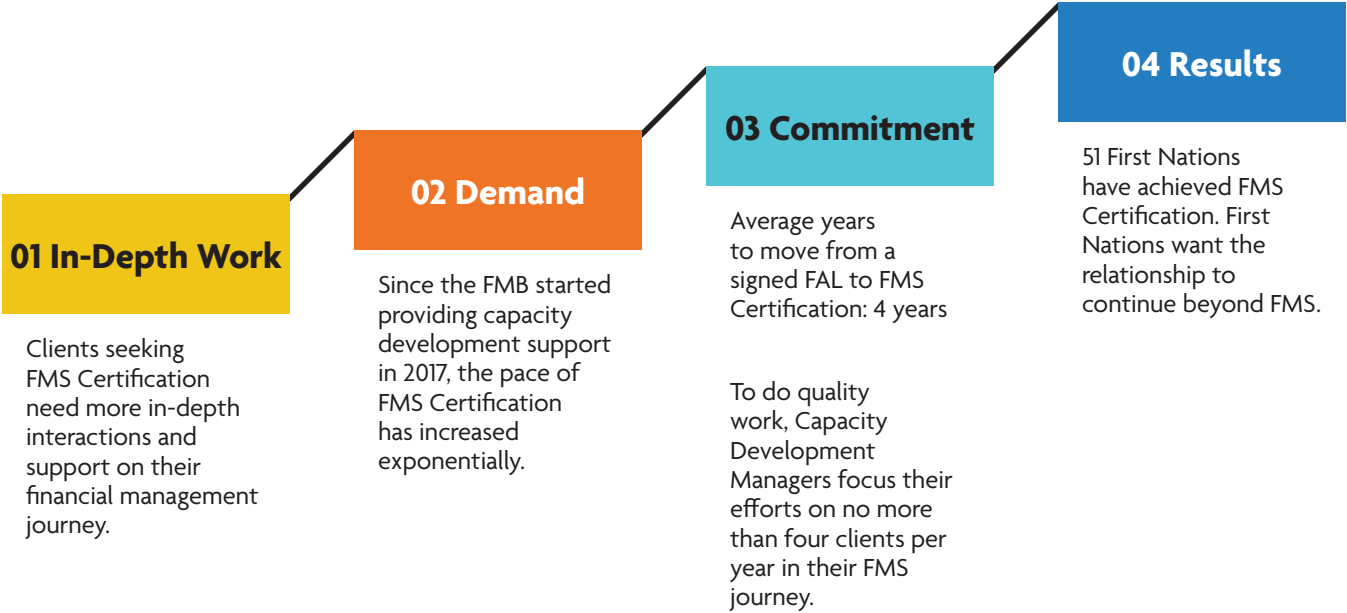 01 In-Depth Work
Clients seeking
FMS Certification
need more in-depth
interactions and
support on their
financial management
journey.
02 Demand
Since the FMB started
providing capacity
development support
in 2017, the pace of
FMS Certification
has increased
exponentially.
03 Commitment
Average years
to move from a
signed FAL to FMS
Certification: 4 years
To do quality
work, Capacity
Development
Managers focus their
efforts on no more
than four clients per
year in their FMS
journey.
04 Results
51 First Nations
have achieved FMS
Certification. First
Nations want the
relationship to
continue beyond FMS.